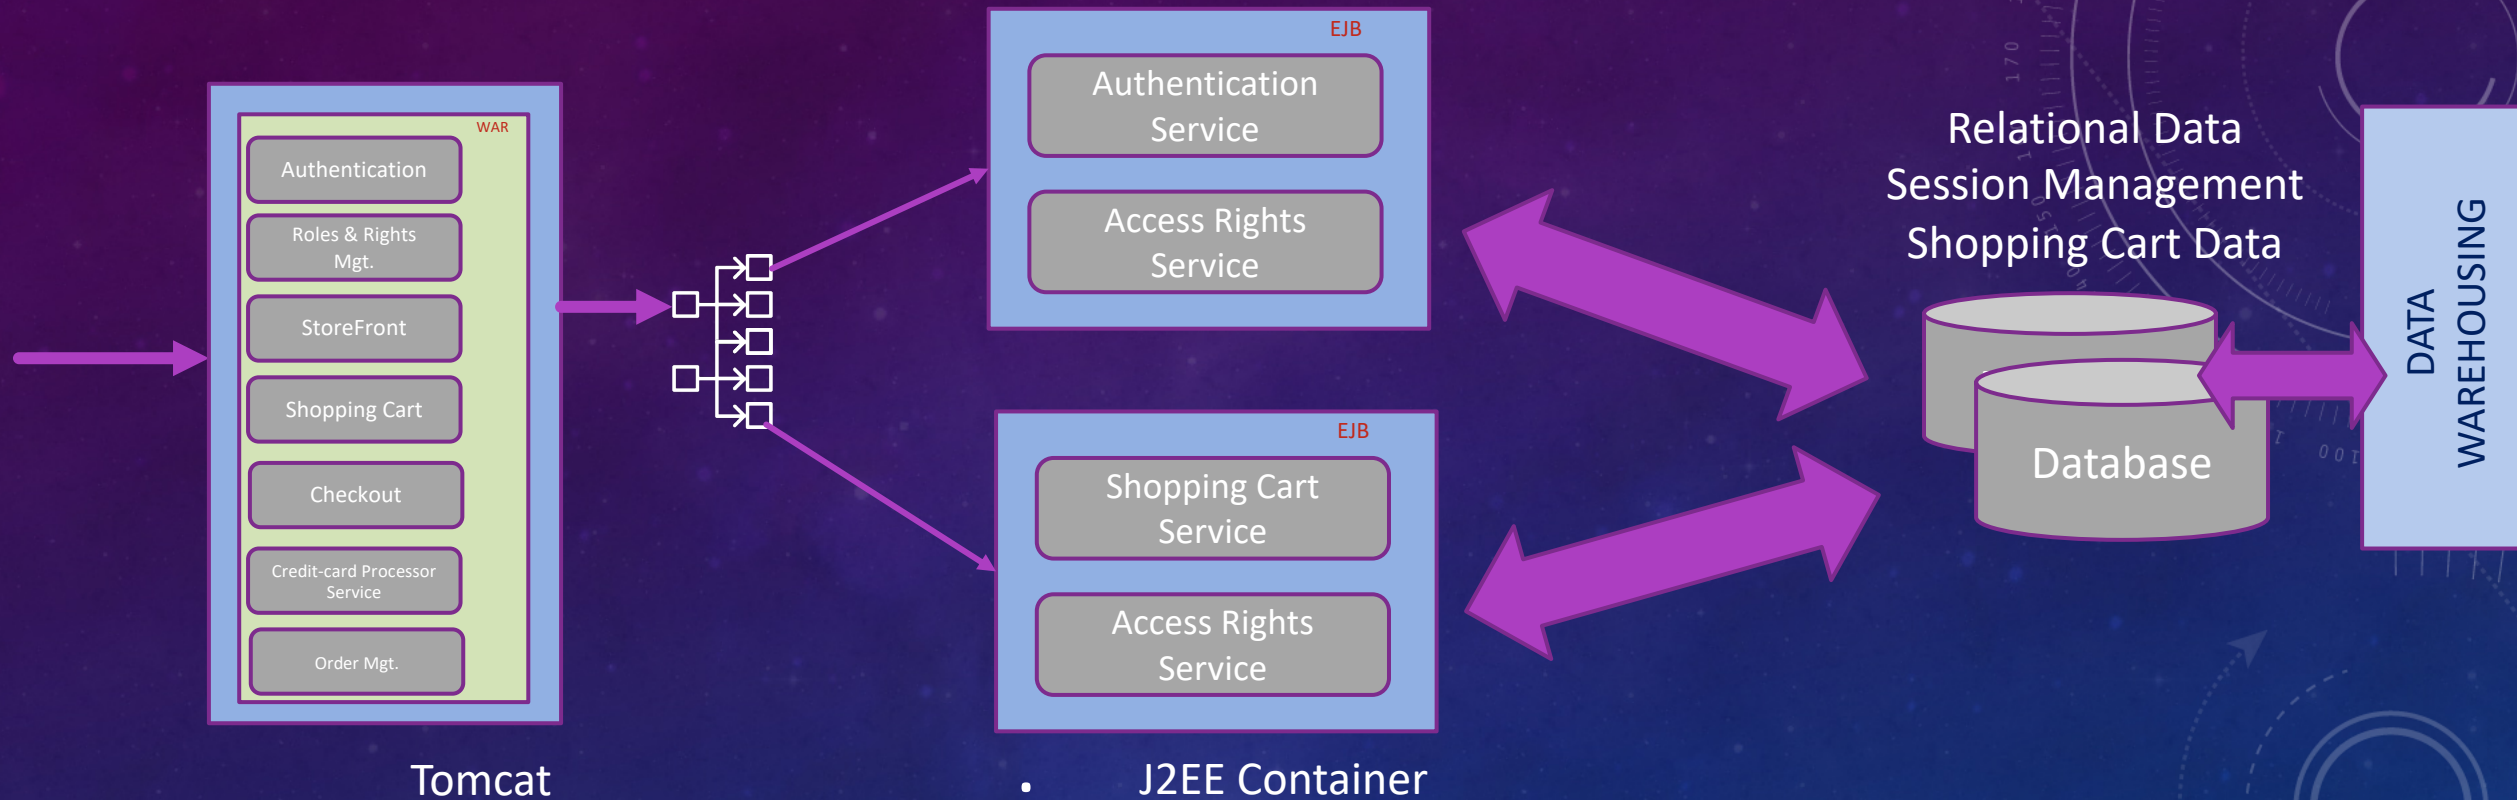 WAR
Authentication
Roles & Rights
Mgt.
StoreFront
Shopping Cart
Checkout
Credit-card Processor
Service
Order Mgt.
Tomcat
EJB
Authentication
Service
Access Rights
Service
EJB
Shopping Cart
Service
Access Rights
Service
. J2EE Container
Relational Data
Session Management
Shopping Cart Data
Database
DATA
WAREHOUSING
170